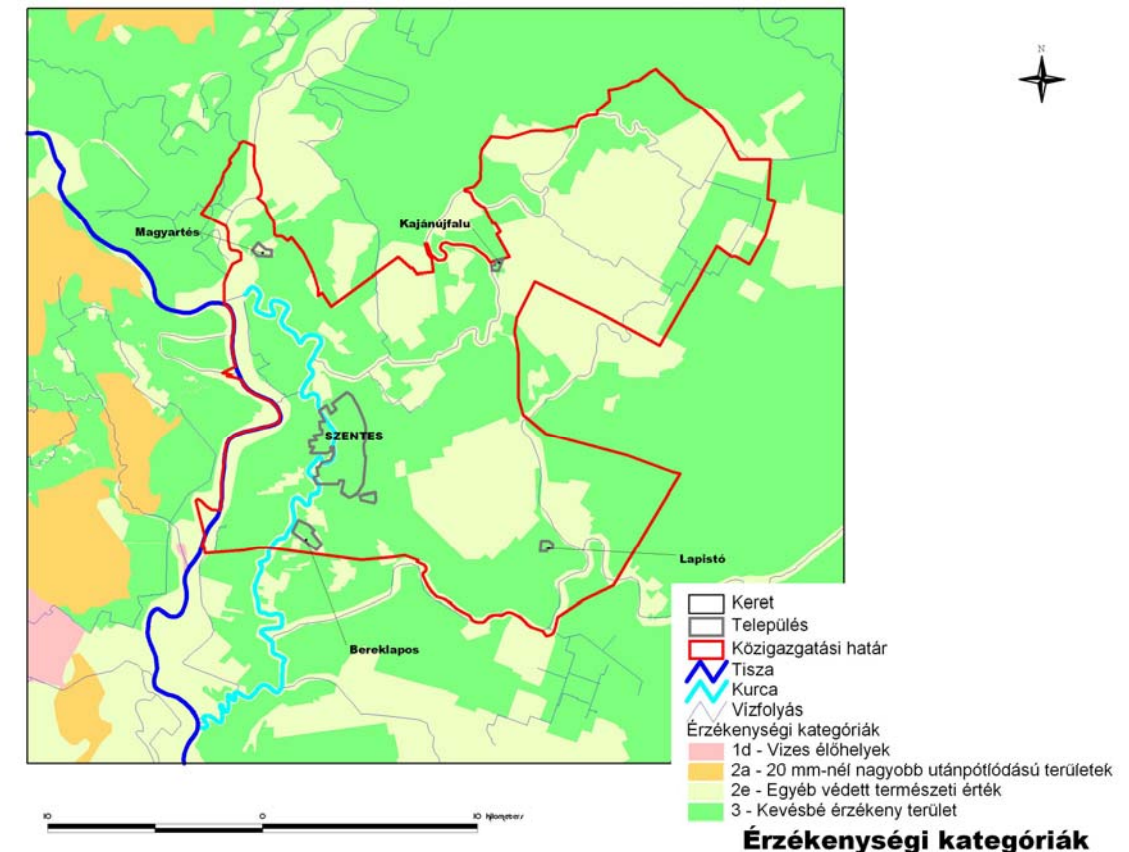 N
Magyartés
Kajánújfalu
SZENTES
Lapistó
Bereklapos
Keret
Település
Közigazgatási határ
Tisza
Kurca
Vízfolyás
Érzékenységi kategóriák
1d - Vizes élőhelyek
2a - 20 mm-nél nagyobb utánpótlódású területek
2e - Egyéb védett természeti érték
3 - Kevésbé érzékeny terület
10 0 10 kilometers
Érzékenységi kategóriák